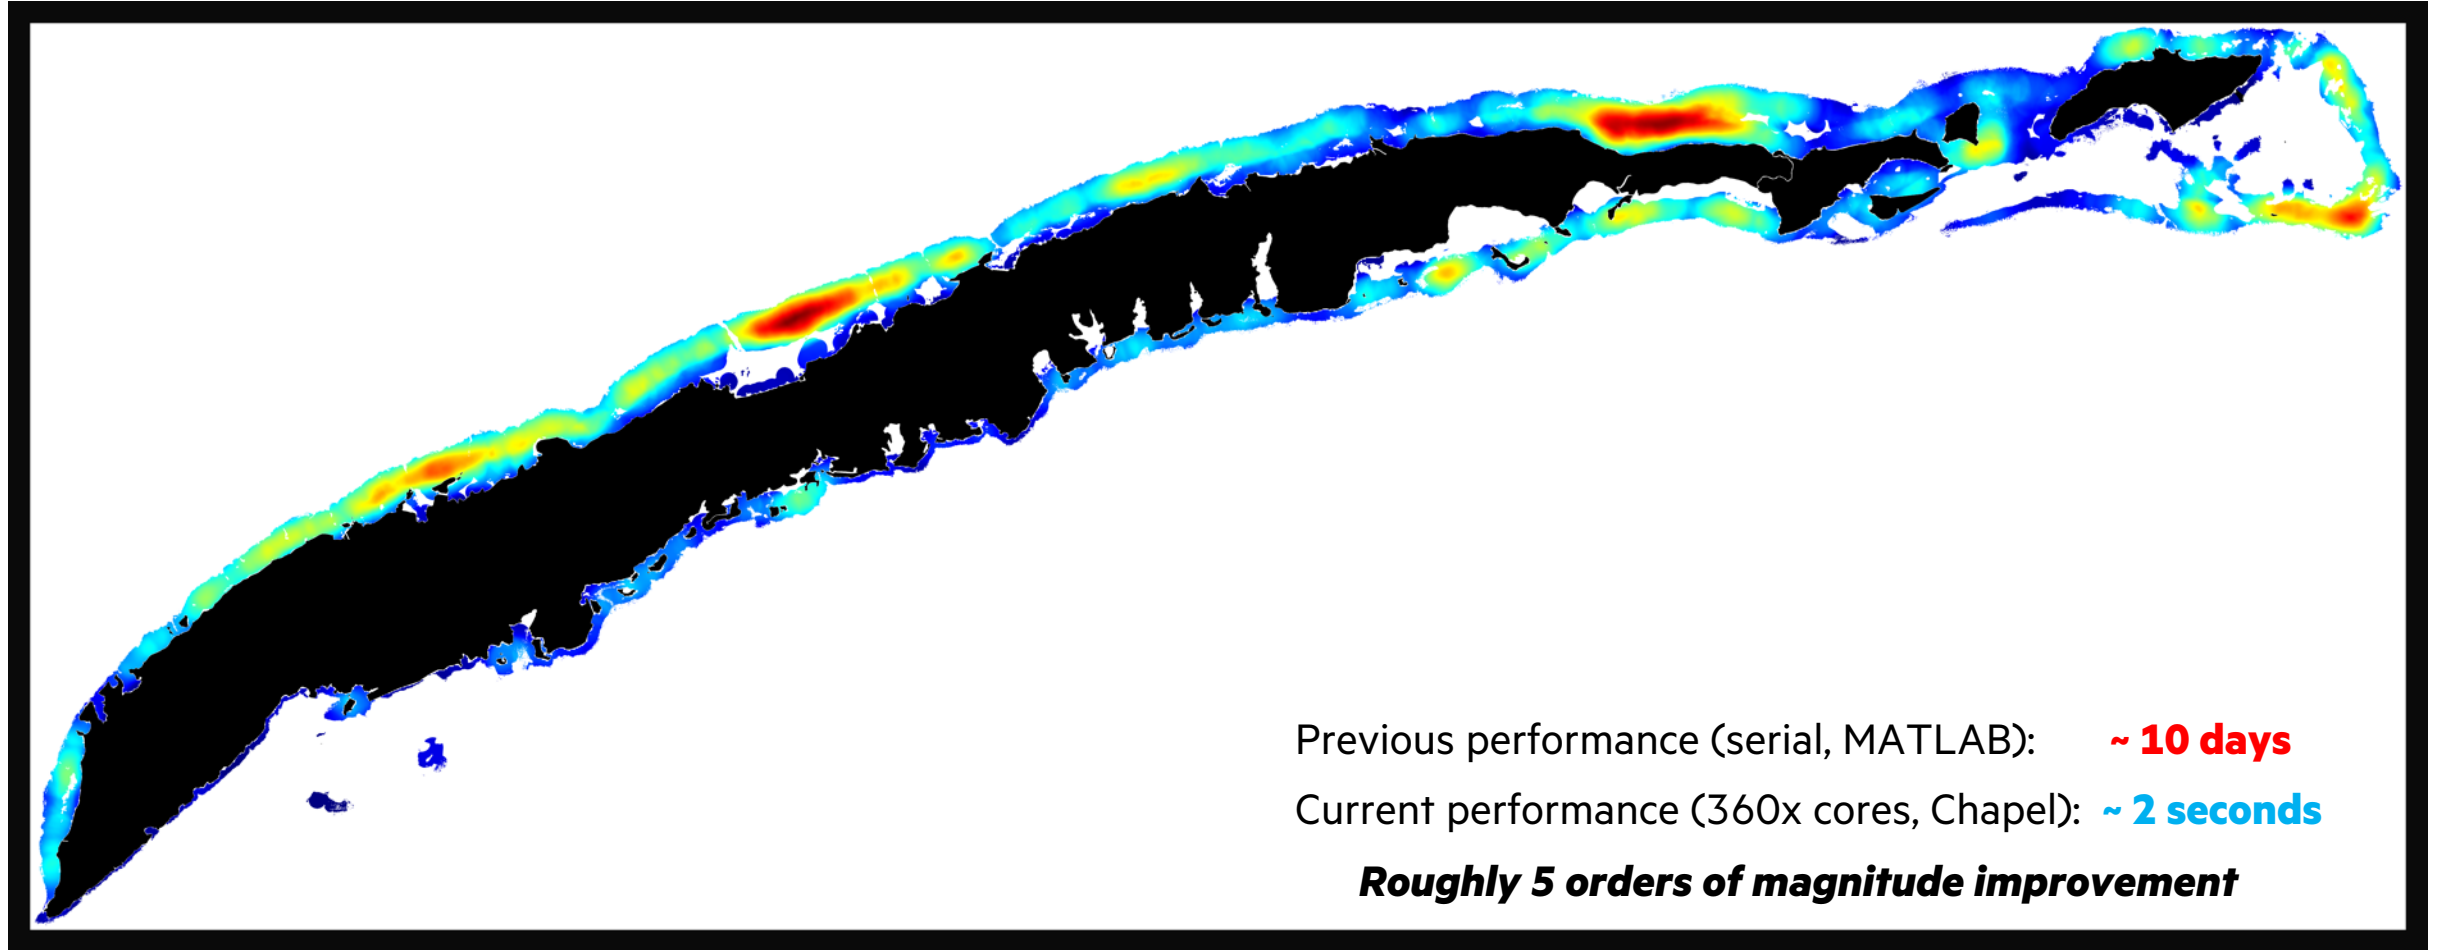 Previous performance (serial, MATLAB): ~ 10 days
Current performance (360x cores, Chapel): ~ 2 seconds
Roughly 5 orders of magnitude improvement